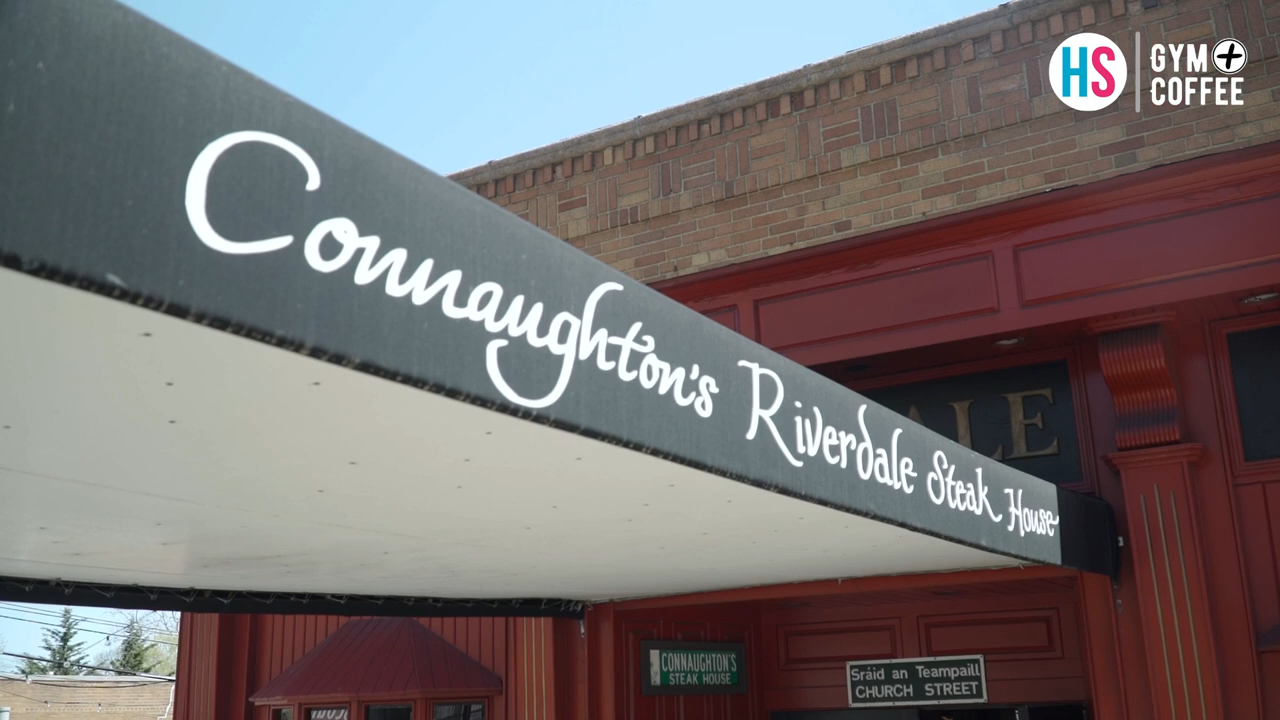 HS GYM+
COFFEE
Connaughton's Riverdale Steak House
ALE
CONNAUGHTON'S
STEAK HOUSE
Sráid an Teampaill
CHURCH STREET